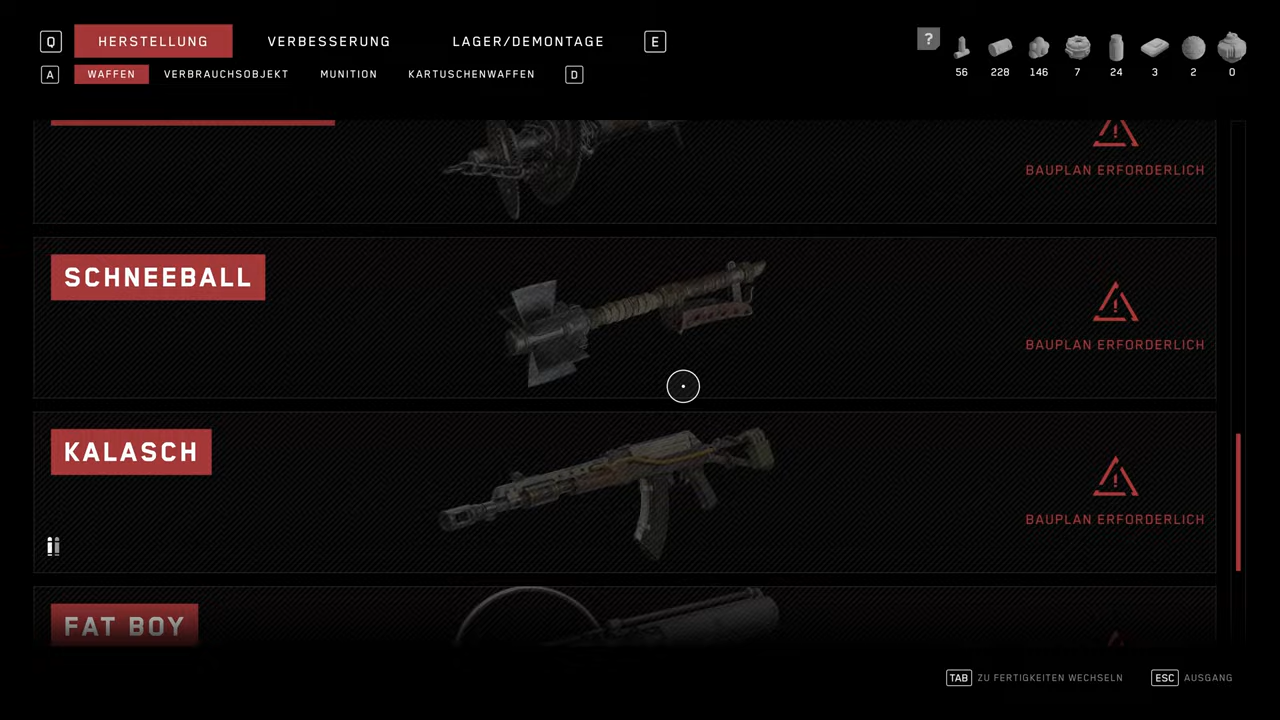 Q HERSTELLUNG VERBESSERUNG LAGER/DEMONTAGE E
A WAFFEN VERBRAUCHSOBJEKT MUNITION KARTUSCHENWAFFEN D
?
56 228 146 7 24 3 2 0
BAUPLAN ERFORDERLICH
SCHNEEBALL
BAUPLAN ERFORDERLICH
KALASCH
BAUPLAN ERFORDERLICH
FAT BOY
TAB ZU FERTIGKEITEN WECHSELN ESC AUSGANG